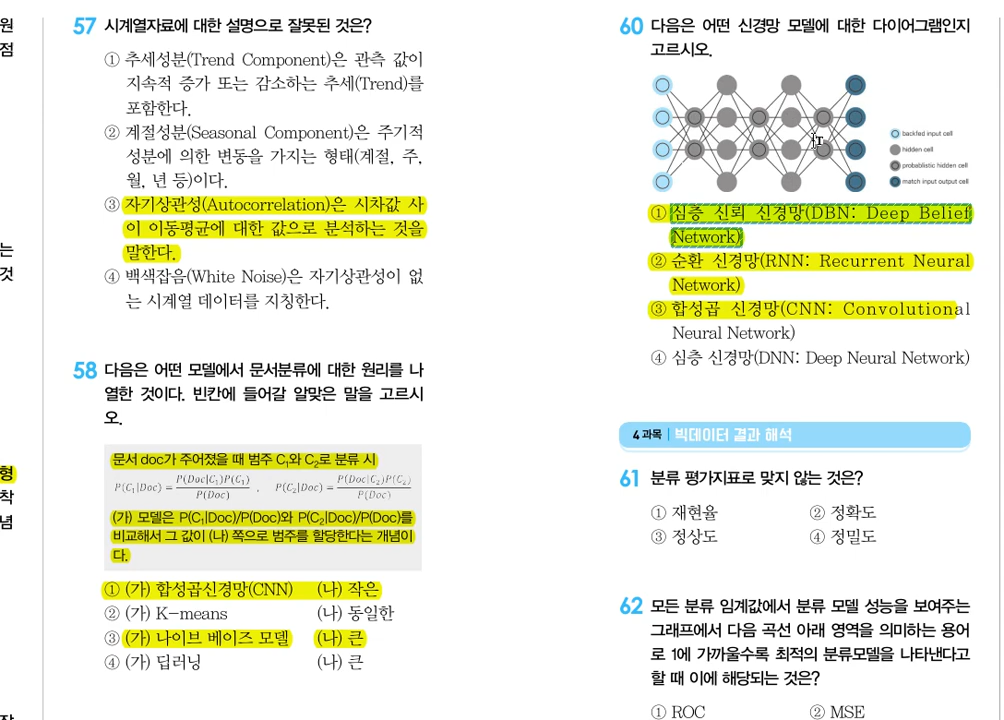 원
점
는
것
형
착
념
57 시계열자료에 대한 설명으로 잘못된 것은?
① 추세성분(Trend Component)은 관측 값이
지속적 증가 또는 감소하는 추세(Trend)를
포함한다.
② 계절성분(Seasonal Component)은 주기적
성분에 의한 변동을 가지는 형태(계절, 주,
월, 년 등)이다.
③ 자기상관성(Autocorrelation)은 시차값 사
이 이동평균에 대한 값으로 분석하는 것을
말한다.
④ 백색잡음(White Noise)은 자기상관성이 없
는 시계열 데이터를 지칭한다.
58 다음은 어떤 모델에서 문서분류에 대한 원리를 나
열한 것이다. 빈칸에 들어갈 알맞은 말을 고르시
오.
문서 doc가 주어졌을 때 범주 C₁와 C₂로 분류 시
P(C₁|Doc) = P(Doc|C₁)P(C₁) / P(Doc) , P(C₂|Doc) = P(Doc|C₂)P(C₂) / P(Doc)
(가) 모델은 P(C₁|Doc)/P(Doc)와 P(C₂|Doc)/P(Doc)를
비교해서 그 값이 (나) 쪽으로 범주를 할당한다는 개념이
다.
① (가) 합성곱신경망(CNN) (나) 작은
② (가) K-means (나) 동일한
③ (가) 나이브 베이즈 모델 (나) 큰
④ (가) 딥러닝 (나) 큰
60 다음은 어떤 신경망 모델에 대한 다이어그램인지
고르시오.
backfed input cell
hidden cell
probablistic hidden cell
match input output cell
① 심층 신뢰 신경망(DBN: Deep Belief
Network)
② 순환 신경망(RNN: Recurrent Neural
Network)
③ 합성곱 신경망(CNN: Convolutional
Neural Network)
④ 심층 신경망(DNN: Deep Neural Network)
4과목 | 빅데이터 결과 해석
61 분류 평가지표로 맞지 않는 것은?
① 재현율 ② 정확도
③ 정상도 ④ 정밀도
62 모든 분류 임계값에서 분류 모델 성능을 보여주는
그래프에서 다음 곡선 아래 영역을 의미하는 용어
로 1에 가까울수록 최적의 분류모델을 나타낸다고
할 때 이에 해당되는 것은?
① ROC ② MSE